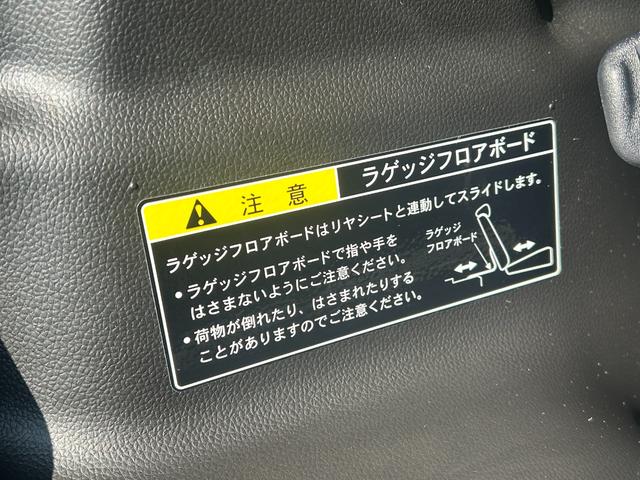 注意
ラゲッジフロアボード
ラゲッジフロアボードはリヤシートと連動してスライドします。
• ラゲッジフロアボードで指や手を
はさまないようにご注意ください。
• 荷物が倒れたり、はさまれたりする
ことがありますのでご注意ください。
ラゲッジ
フロアボード